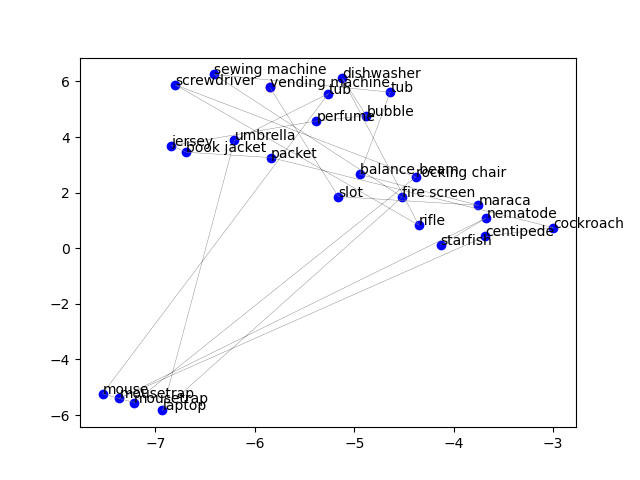 sewing machine
dishwasher
screwdriver
vending machine
tub
tub
bubble
perfume
umbrella
jersey
book jacket
packet
balance beam
rocking chair
slot
fire screen
maraca
nematode
rifle
cockroach
centipede
starfish
mouse
mousetrap
mousetrap
laptop
6
4
2
0
−2
−4
−6
−7
−6
−5
−4
−3